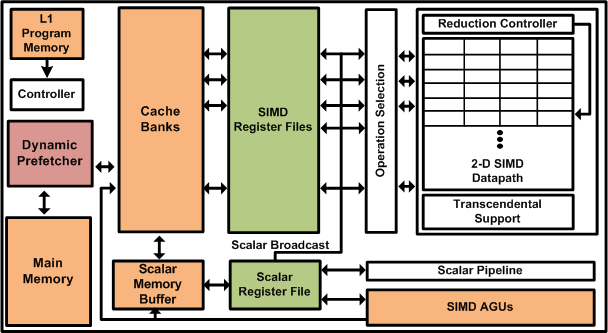 L1
Program
Memory
Controller
Dynamic
Prefetcher
Main
Memory
Cache
Banks
SIMD
Register Files
Operation Selection
Reduction Controller
2-D SIMD
Datapath
Transcendental
Support
Scalar Broadcast
Scalar
Memory
Buffer
Scalar
Register File
Scalar Pipeline
SIMD AGUs